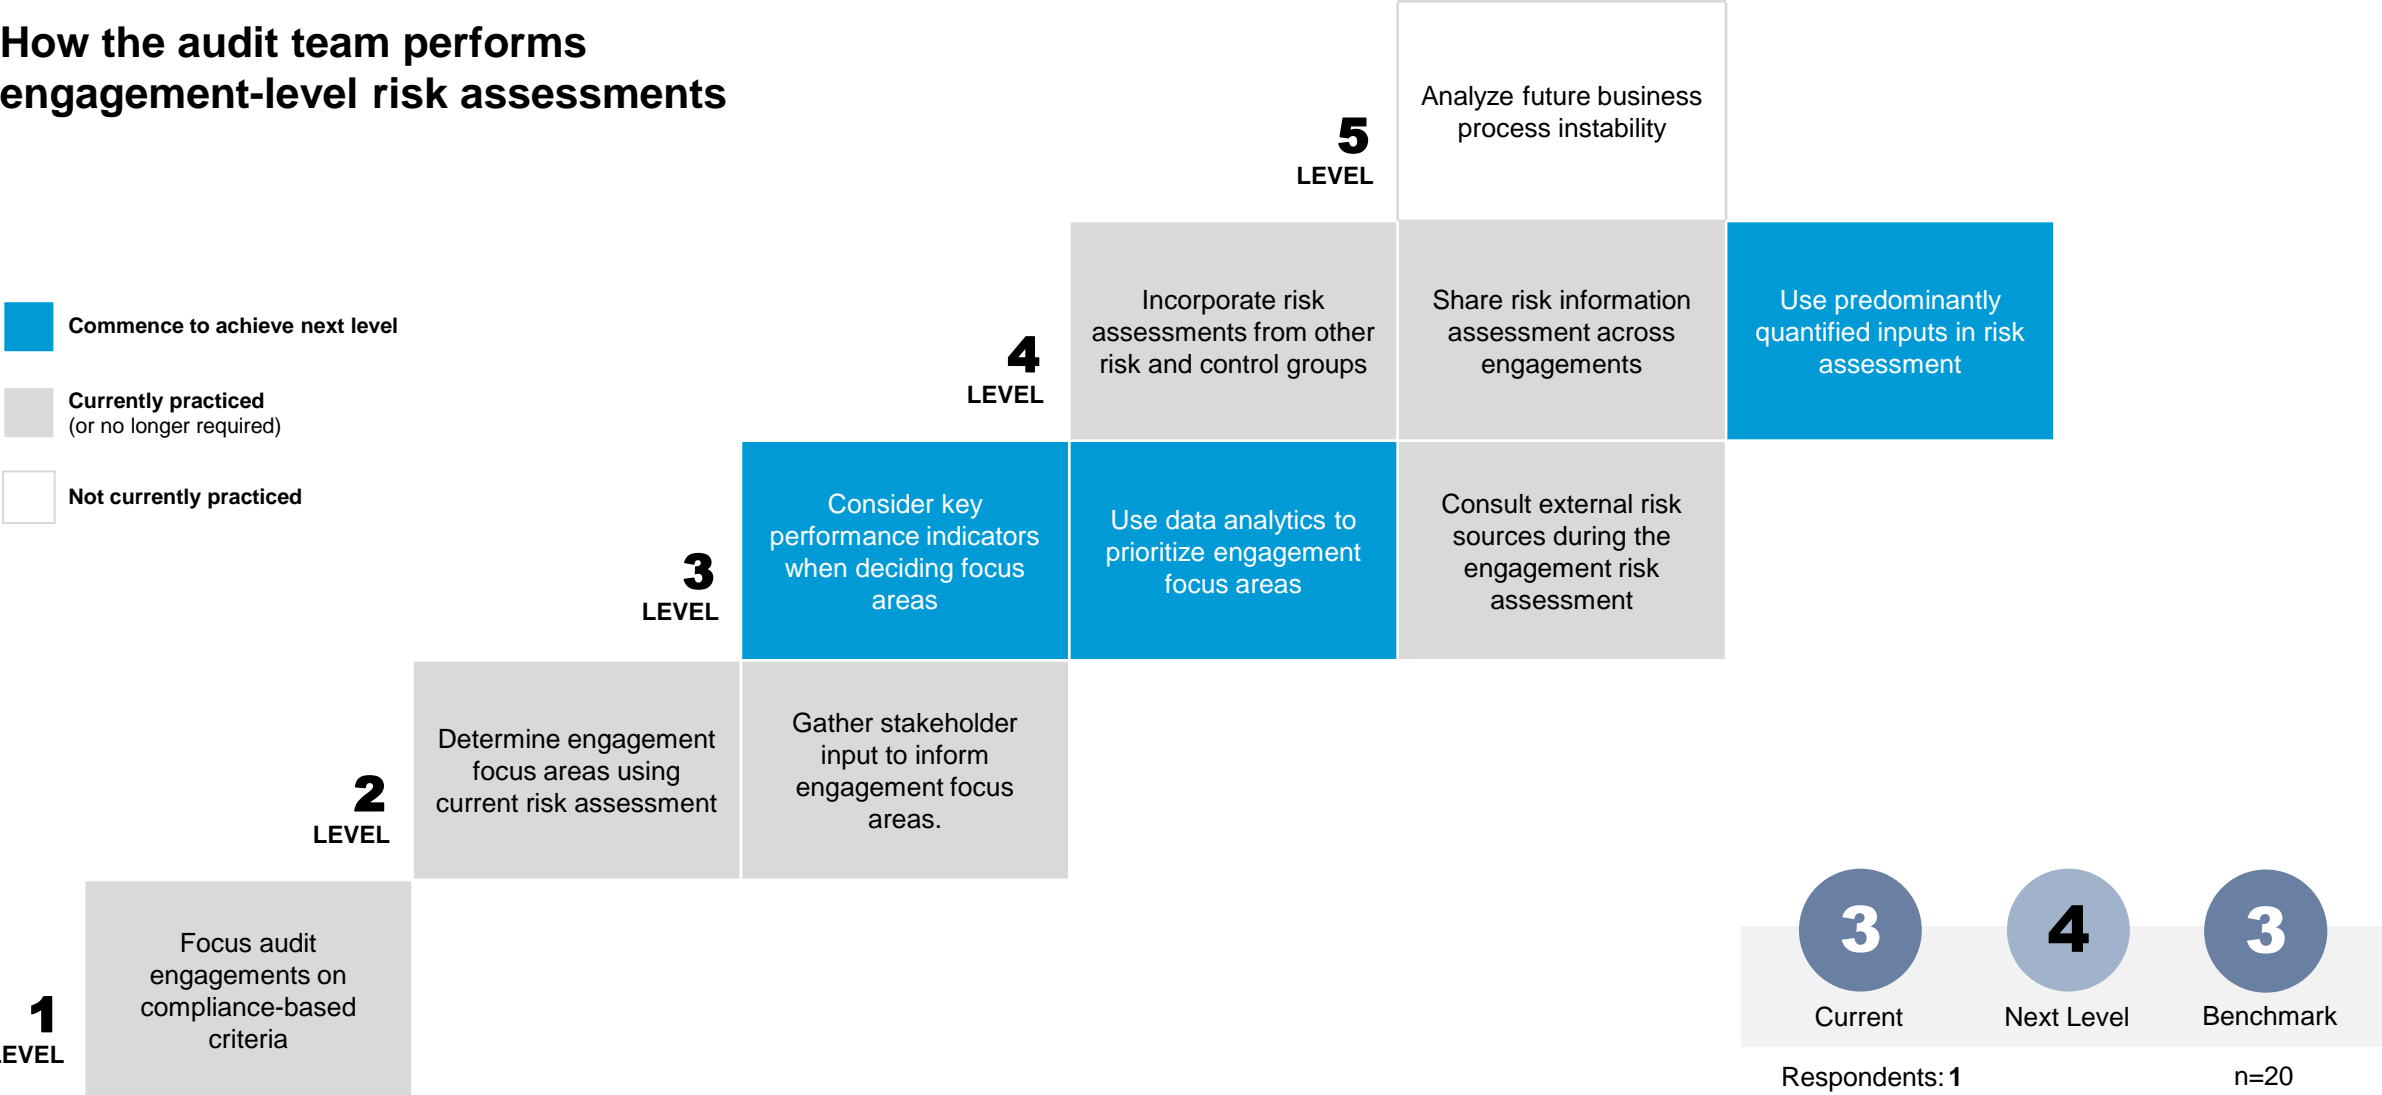 How the audit team performs
engagement-level risk assessments
Commence to achieve next level
Currently practiced
(or no longer required)
Not currently practiced
5
LEVEL
Analyze future business
process instability
4
LEVEL
Incorporate risk
assessments from other
risk and control groups
Share risk information
assessment across
engagements
Use predominantly
quantified inputs in risk
assessment
3
LEVEL
Consider key
performance indicators
when deciding focus
areas
Use data analytics to
prioritize engagement
focus areas
Consult external risk
sources during the
engagement risk
assessment
2
LEVEL
Determine engagement
focus areas using
current risk assessment
Gather stakeholder
input to inform
engagement focus
areas.
1
LEVEL
Focus audit
engagements on
compliance-based
criteria
3
Current
4
Next Level
3
Benchmark
Respondents: 1
n=20